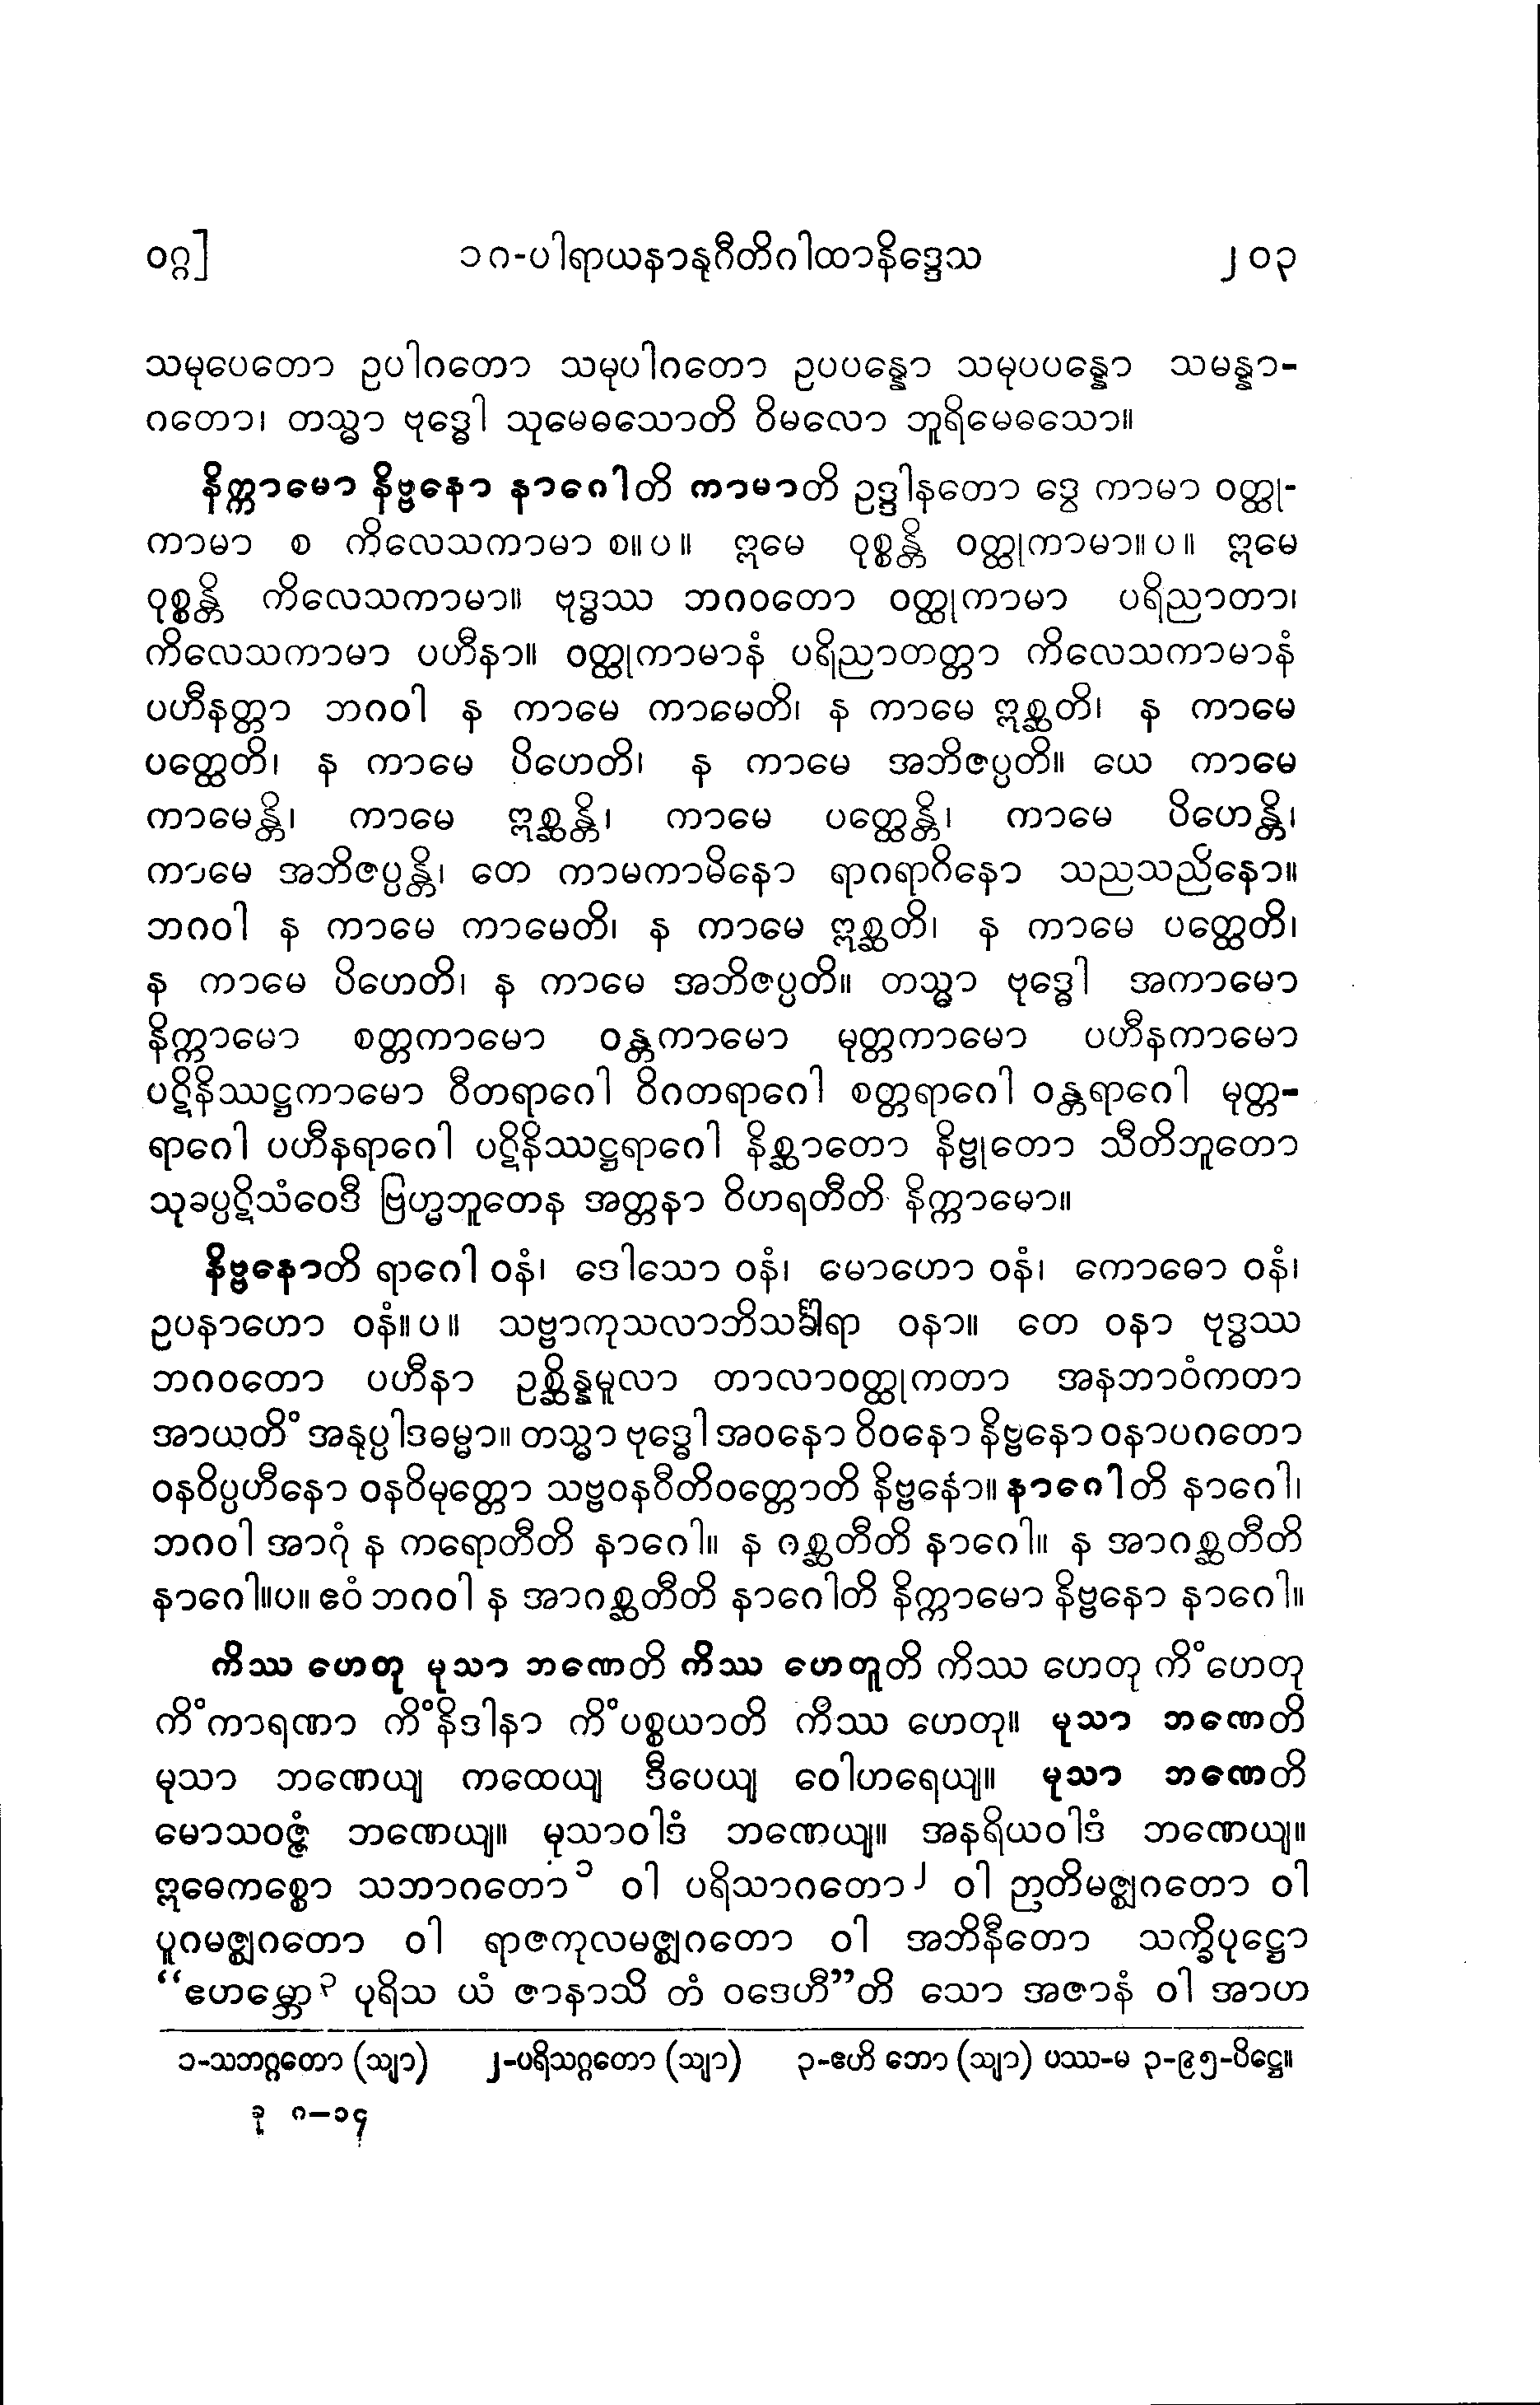 ဝဂ္ဂ] ၁၈-ပါရာယနာနုဂီတိဂါထာနိဒ္ဒေသ ၂၀၃
သမုပေတော ဥပါဂတော သမုပါဂတော ဥပပန္နော သမုပပန္နော သမန္နာ-
ဂတော၊ တသ္မာ ဗုဒ္ဓေါ သုမေဓသောတိ ဝိမလော ဘူရိမေဓသော။
နိက္ကာမော နိဗ္ဗနော နာဂေါတိ ကာမာတိ ဥဒ္ဒါနတော ဒွေ ကာမာ ဝတ္ထု-
ကာမာ စ ကိလေသကာမာ စ။ ပ ။ ဣမေ ဝုစ္စန္တိ ဝတ္ထုကာမာ။ ပ ။ ဣမေ
ဝုစ္စန္တိ ကိလေသကာမာ။ ဗုဒ္ဓဿ ဘဂဝတော ဝတ္ထုကာမာ ပရိညာတာ၊
ကိလေသကာမာ ပဟီနာ။ ဝတ္ထုကာမာနံ ပရိညာတတ္တာ ကိလေသကာမာနံ
ပဟီနတ္တာ ဘဂဝါ န ကာမေ ကာမေတိ၊ န ကာမေ ဣစ္ဆတိ၊ န ကာမေ
ပတ္ထေတိ၊ န ကာမေ ပိဟေတိ၊ န ကာမေ အဘိဇပ္ပတိ။ ယေ ကာမေ
ကာမေန္တိ၊ ကာမေ ဣစ္ဆန္တိ၊ ကာမေ ပတ္ထေန္တိ၊ ကာမေ ပိဟေန္တိ၊
ကာမေ အဘိဇပ္ပန္တိ၊ တေ ကာမကာမိနော ရာဂရာဂိနော သညသညိနော။
ဘဂဝါ န ကာမေ ကာမေတိ၊ န ကာမေ ဣစ္ဆတိ၊ န ကာမေ ပတ္ထေတိ၊
န ကာမေ ပိဟေတိ၊ န ကာမေ အဘိဇပ္ပတိ။ တသ္မာ ဗုဒ္ဓေါ အကာမော
နိက္ကာမော စတ္တကာမော ဝန္တကာမော မုတ္တကာမော ပဟီနကာမော
ပဋိနိဿဋ္ဌကာမော ဝီတရာဂေါ ဝိဂတရာဂေါ စတ္တရာဂေါ ဝန္တရာဂေါ မုတ္တ-
ရာဂေါ ပဟီနရာဂေါ ပဋိနိဿဋ္ဌရာဂေါ နိစ္ဆာတော နိဗ္ဗုတော သီတိဘူတော
သုခပ္ပဋိသံဝေဒီ ဗြဟ္မဘူတေန အတ္တနာ ဝိဟရတီတိ နိက္ကာမော။
နိဗ္ဗနောတိ ရာဂေါ ဝနံ၊ ဒေါသော ဝနံ၊ မောဟော ဝနံ၊ ကောဓော ဝနံ၊
ဥပနာဟော ဝနံ။ ပ ။ သဗ္ဗာကုသလာဘိသင်္ခါရာ ဝနာ။ တေ ဝနာ ဗုဒ္ဓဿ
ဘဂဝတော ပဟီနာ ဥစ္ဆိန္နမူလာ တာလာဝတ္ထုကတာ အနဘာဝံကတာ
အာယတိံ အနုပ္ပါဒဓမ္မာ။ တသ္မာ ဗုဒ္ဓေါ အဝနော ဝိဝနော နိဗ္ဗနော ဝနာပဂတော
ဝနဝိပ္ပဟီနော ဝနဝိမုတ္တော သဗ္ဗဝနဝီတိဝတ္တောတိ နိဗ္ဗနော။ နာဂေါတိ နာဂေါ၊
ဘဂဝါ အာဂုံ န ကရောတီတိ နာဂေါ။ န ဂစ္ဆတီတိ နာဂေါ။ န အာဂစ္ဆတီတိ
နာဂေါ။ပ။ ဧဝံ ဘဂဝါ န အာဂစ္ဆတီတိ နာဂေါတိ နိက္ကာမော နိဗ္ဗနော နာဂေါ။
ကိဿ ဟေတု မုသာ ဘဏေတိ ကိဿ ဟေတူတိ ကိဿ ဟေတု ကိံဟေတု
ကိံကာရဏာ ကိံနိဒါနာ ကိံပစ္စယာတိ ကိဿ ဟေတု။ မုသာ ဘဏေတိ
မုသာ ဘဏေယျ ကထေယျ ဒီပေယျ ဝေါဟရေယျ။ မုသာ ဘဏေတိ
မောသဝဇ္ဇံ ဘဏေယျ။ မုသာဝါဒံ ဘဏေယျ။ အနရိယဝါဒံ ဘဏေယျ။
ဣဓေကစ္စော သဘာဂတော၁ ဝါ ပရိသာဂတော၂ ဝါ ဉာတိမဇ္ဈဂတော ဝါ
ပူဂမဇ္ဈဂတော ဝါ ရာဇကုလမဇ္ဈဂတော ဝါ အဘိနီတော သက္ခိပုဋ္ဌော
“ဧဟမ္ဘော၃ ပုရိသ ယံ ဇာနာသိ တံ ဝဒေဟီ”တိ သော အဇာနံ ဝါ အာဟ
၁-သဘဂ္ဂတော (သျာ) ၂-ပရိသဂ္ဂတော (သျာ) ၃-ဧဟိ ဘော (သျာ) ပဿ-မ ၃-၉၅-ပိဋ္ဌေ။
ခု ၈—၁၄